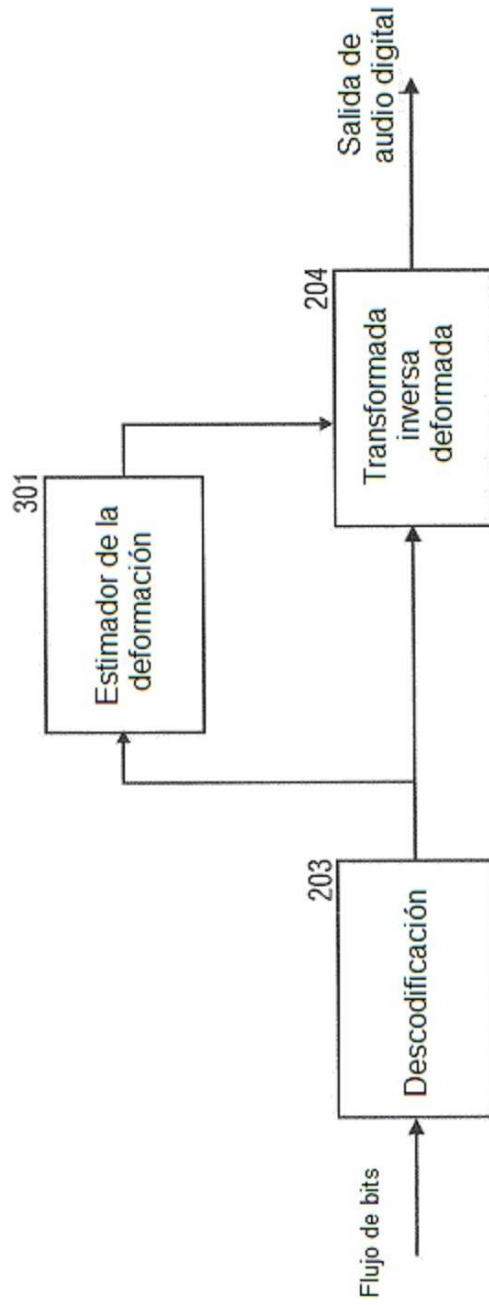 Flujo de bits
203
Descodificación
301
Estimador de la
deformación
204
Transformada
inversa
deformada
Salida de
audio digital